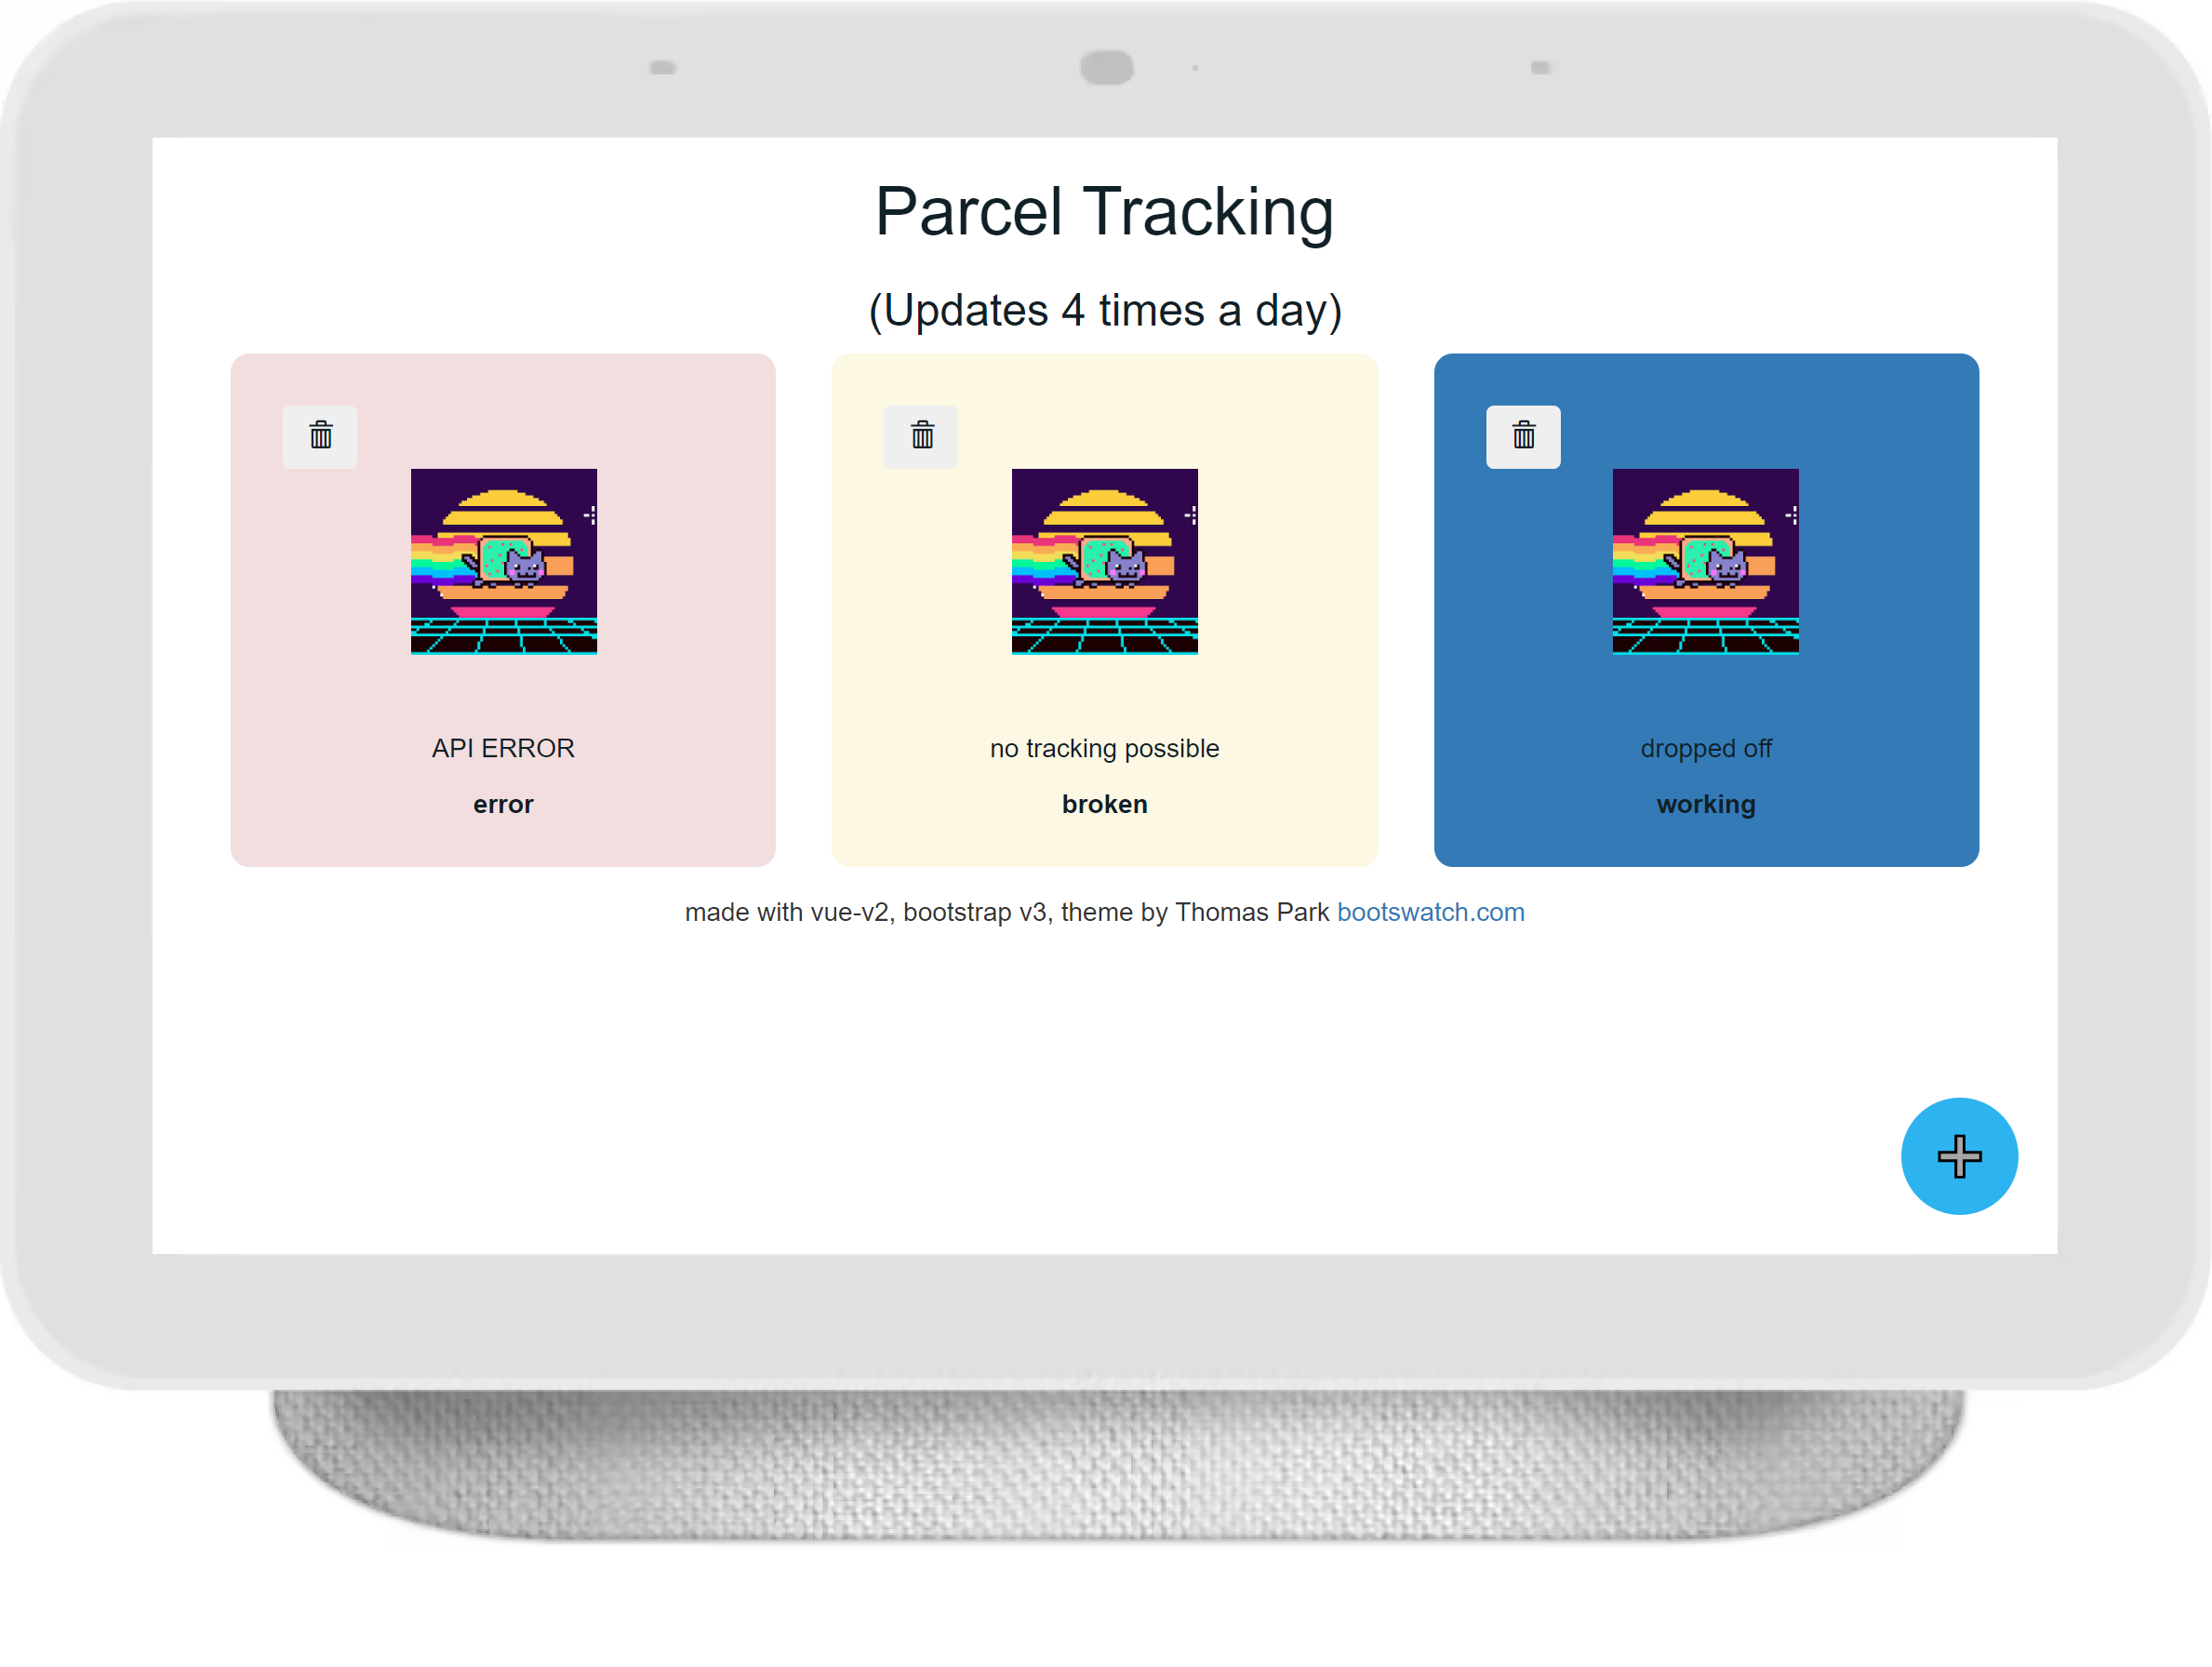 Parcel Tracking
(Updates 4 times a day)
API ERROR
error
no tracking possible
broken
dropped off
working
made with vue-v2, bootstrap v3, theme by Thomas Park bootswatch.com